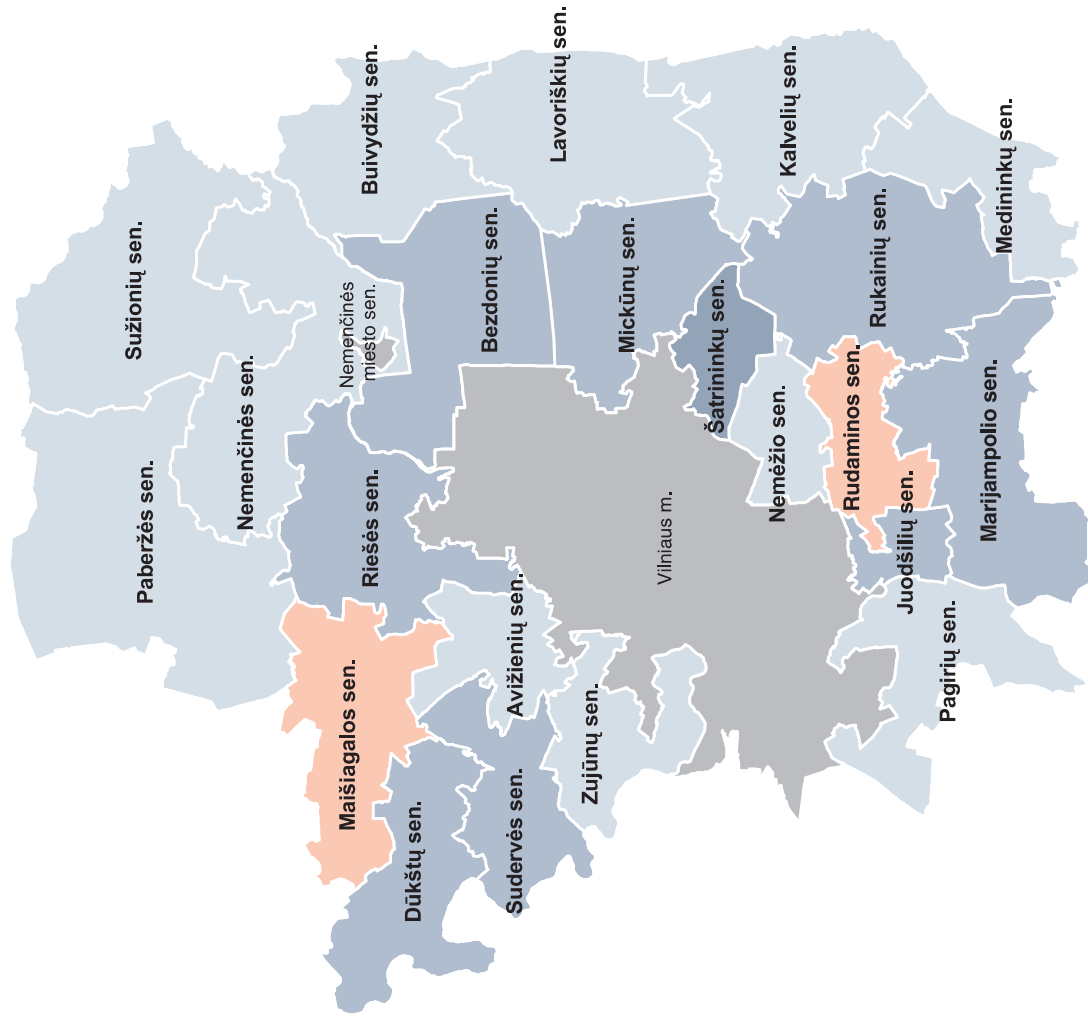 Sužionių sen.
Paberžės sen.
Nemenčinės sen.
Nemenčinės
miesto sen.
Buivydžių sen.
Riešės sen.
Maišiagalos sen.
Dūkštų sen.
Bezdonių sen.
Lavoriškių sen.
Avižienių sen.
Sudervės sen.
Zujūnų sen.
Mickūnų sen.
Vilniaus m.
Šatrininkų sen.
Kalvelių sen.
Nemėžio sen.
Rudaminos sen.
Rukainių sen.
Juodšilių sen.
Pagirių sen.
Marijampolio sen.
Medininkų sen.